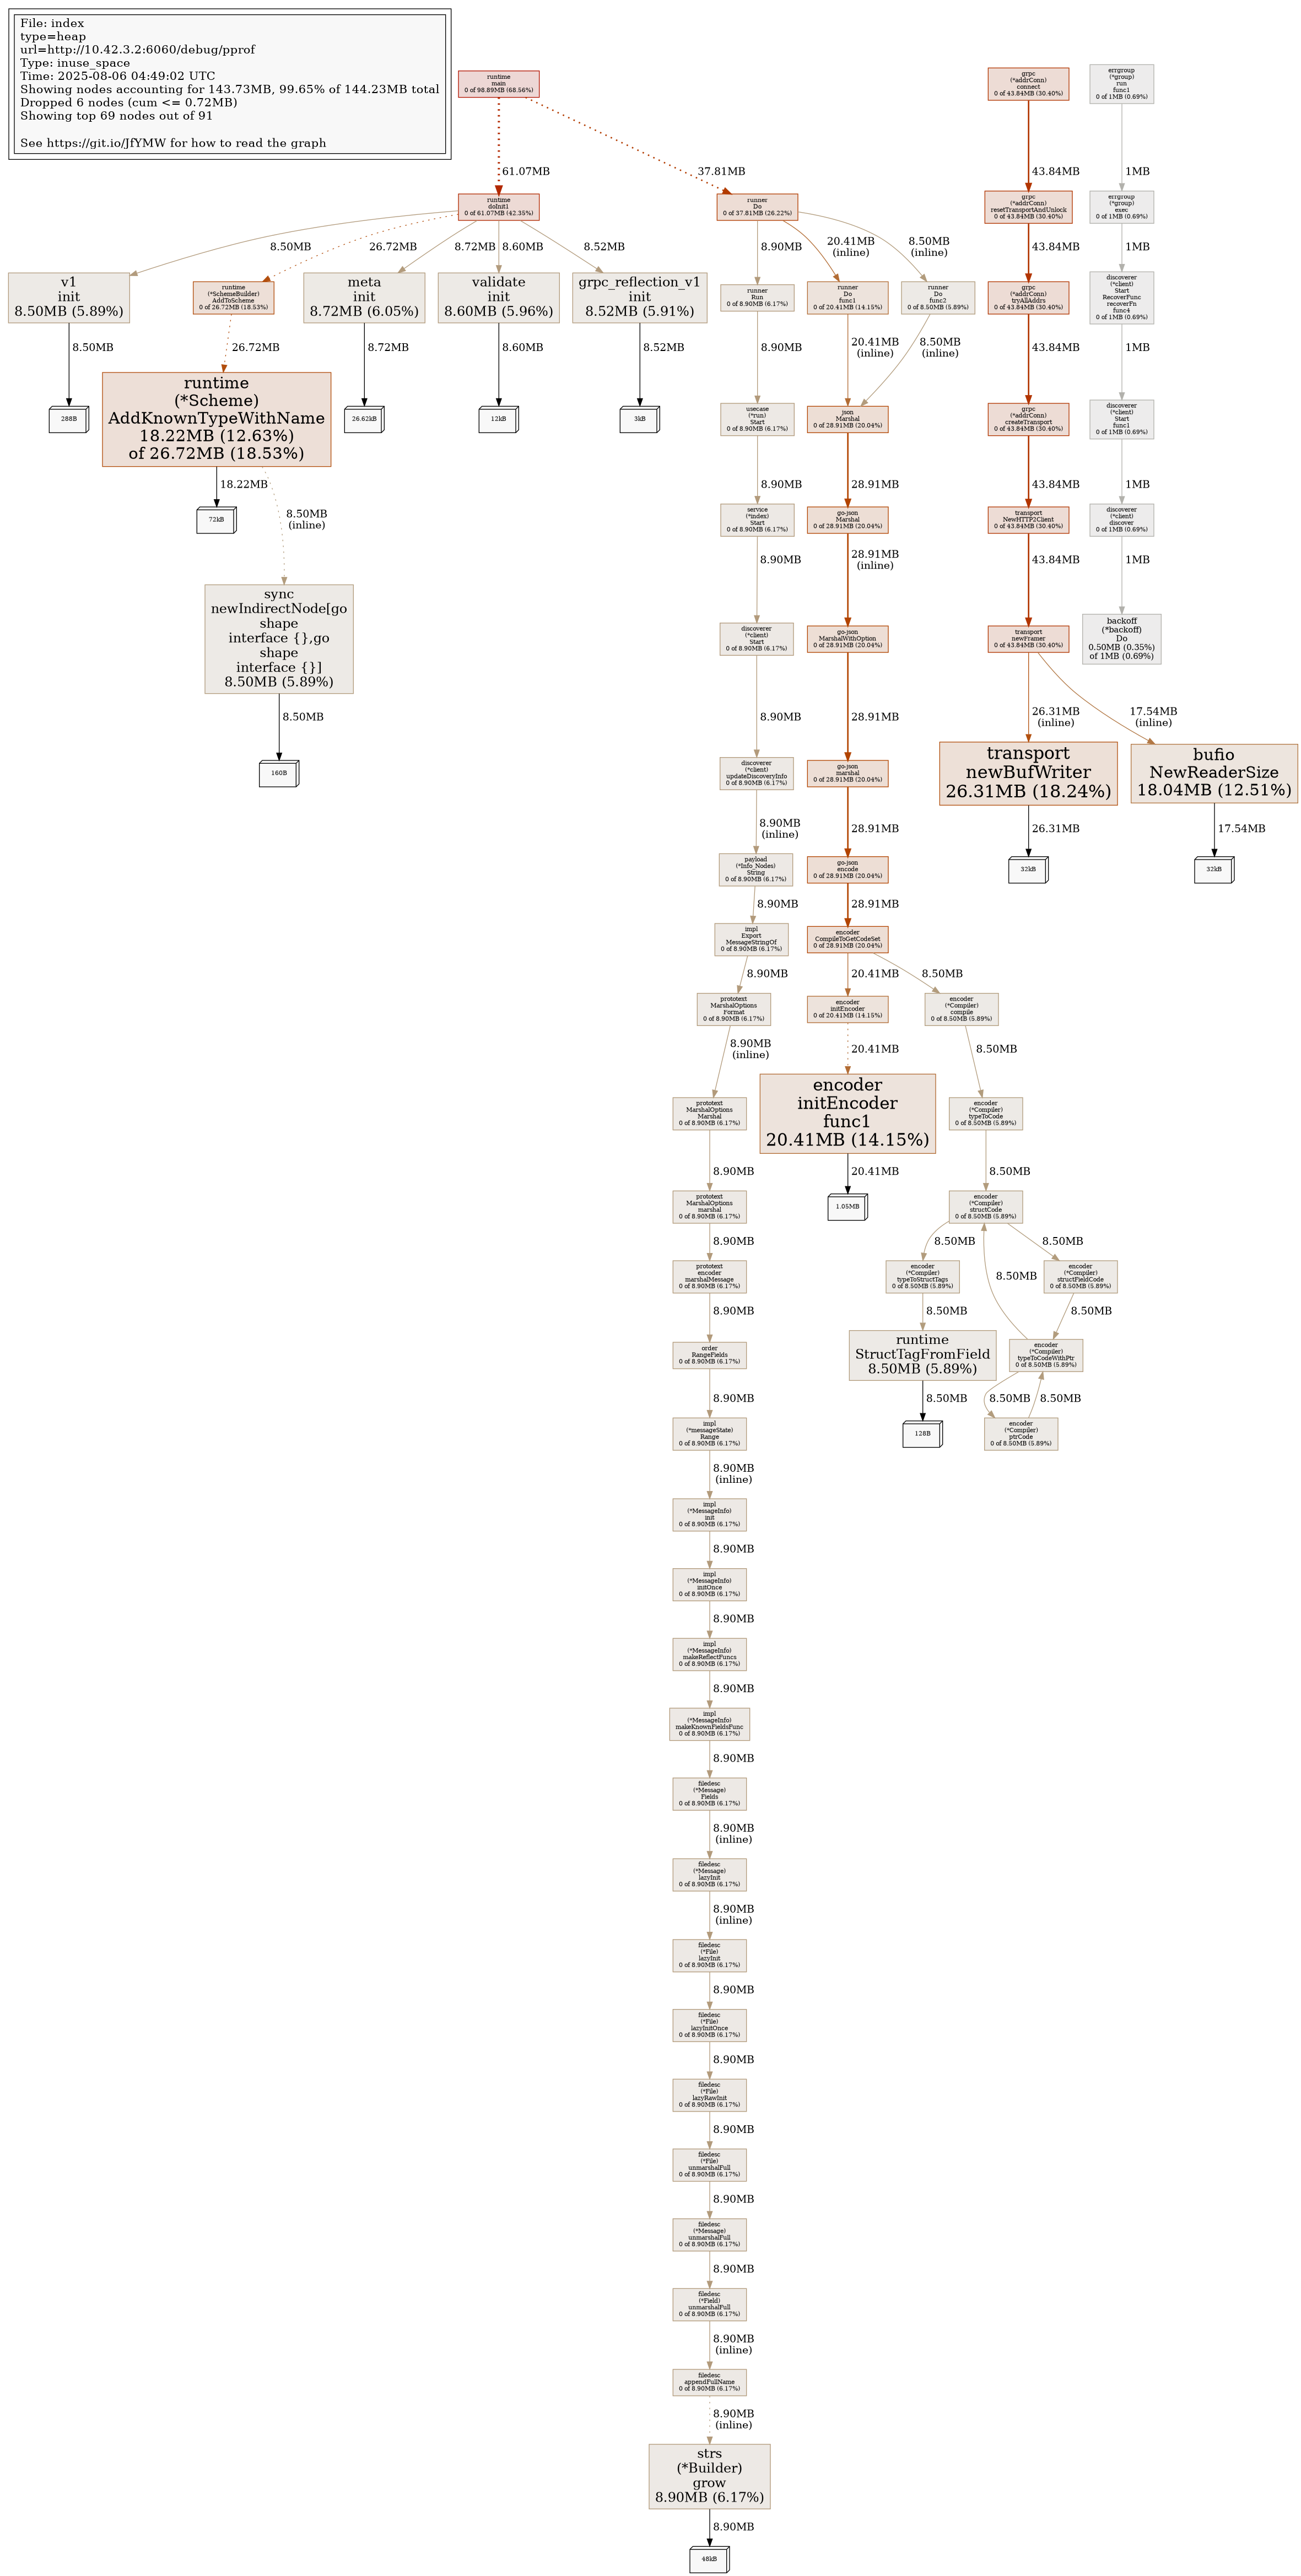 File: index
type=heap
url=http://10.42.3.2:6060/debug/pprof
Type: inuse_space
Time: 2025-08-06 04:49:02 UTC
Showing nodes accounting for 143.73MB, 99.65% of 144.23MB total
Dropped 6 nodes (cum <= 0.72MB)
Showing top 69 nodes out of 91
See https://git.io/JfYMW for how to read the graph
runtime
main
0 of 98.89MB (68.56%)
grpc
(*addrConn)
connect
0 of 43.84MB (30.40%)
errgroup
(*group)
run
func1
0 of 1MB (0.69%)
61.07MB
37.81MB
43.84MB
1MB
runtime
doInit1
0 of 61.07MB (42.35%)
runner
Do
0 of 37.81MB (26.22%)
grpc
(*addrConn)
resetTransportAndUnlock
0 of 43.84MB (30.40%)
errgroup
(*group)
exec
0 of 1MB (0.69%)
8.50MB
26.72MB
8.72MB
8.60MB
8.52MB
8.90MB
20.41MB
(inline)
8.50MB
(inline)
43.84MB
1MB
v1
init
8.50MB (5.89%)
runtime
(*SchemeBuilder)
AddToScheme
0 of 26.72MB (18.53%)
meta
init
8.72MB (6.05%)
validate
init
8.60MB (5.96%)
grpc_reflection_v1
init
8.52MB (5.91%)
runner
Run
0 of 8.90MB (6.17%)
runner
Do
func1
0 of 20.41MB (14.15%)
runner
Do
func2
0 of 8.50MB (5.89%)
grpc
(*addrConn)
tryAllAddrs
0 of 43.84MB (30.40%)
discoverer
(*client)
Start
RecoverFunc
recoverFn
func4
0 of 1MB (0.69%)
8.50MB
26.72MB
8.72MB
8.60MB
8.52MB
8.90MB
20.41MB
(inline)
8.50MB
(inline)
43.84MB
1MB
288B
runtime
(*Scheme)
AddKnownTypeWithName
18.22MB (12.63%)
of 26.72MB (18.53%)
26.62kB
12kB
3kB
usecase
(*run)
Start
0 of 8.90MB (6.17%)
json
Marshal
0 of 28.91MB (20.04%)
grpc
(*addrConn)
createTransport
0 of 43.84MB (30.40%)
discoverer
(*client)
Start
func1
0 of 1MB (0.69%)
18.22MB
8.50MB
(inline)
8.90MB
28.91MB
43.84MB
1MB
72kB
service
(*index)
Start
0 of 8.90MB (6.17%)
go-json
Marshal
0 of 28.91MB (20.04%)
transport
NewHTTP2Client
0 of 43.84MB (30.40%)
discoverer
(*client)
discover
0 of 1MB (0.69%)
8.90MB
28.91MB
(inline)
43.84MB
1MB
sync
newIndirectNode[go
shape
interface {},go
shape
interface {}]
8.50MB (5.89%)
discoverer
(*client)
Start
0 of 8.90MB (6.17%)
go-json
MarshalWithOption
0 of 28.91MB (20.04%)
transport
newFramer
0 of 43.84MB (30.40%)
backoff
(*backoff)
Do
0.50MB (0.35%)
of 1MB (0.69%)
8.50MB
8.90MB
28.91MB
26.31MB
(inline)
17.54MB
(inline)
160B
discoverer
(*client)
updateDiscoveryInfo
0 of 8.90MB (6.17%)
go-json
marshal
0 of 28.91MB (20.04%)
transport
newBufWriter
26.31MB (18.24%)
bufio
NewReaderSize
18.04MB (12.51%)
8.90MB
(inline)
28.91MB
26.31MB
17.54MB
payload
(*Info_Nodes)
String
0 of 8.90MB (6.17%)
go-json
encode
0 of 28.91MB (20.04%)
32kB
32kB
8.90MB
28.91MB
impl
Export
MessageStringOf
0 of 8.90MB (6.17%)
encoder
CompileToGetCodeSet
0 of 28.91MB (20.04%)
8.90MB
20.41MB
8.50MB
prototext
MarshalOptions
Format
0 of 8.90MB (6.17%)
encoder
initEncoder
0 of 20.41MB (14.15%)
encoder
(*Compiler)
compile
0 of 8.50MB (5.89%)
8.90MB
(inline)
20.41MB
8.50MB
prototext
MarshalOptions
Marshal
0 of 8.90MB (6.17%)
encoder
initEncoder
func1
20.41MB (14.15%)
encoder
(*Compiler)
typeToCode
0 of 8.50MB (5.89%)
8.90MB
20.41MB
8.50MB
prototext
MarshalOptions
marshal
0 of 8.90MB (6.17%)
1.05MB
encoder
(*Compiler)
structCode
0 of 8.50MB (5.89%)
8.90MB
8.50MB
8.50MB
8.50MB
prototext
encoder
marshalMessage
0 of 8.90MB (6.17%)
encoder
(*Compiler)
typeToStructTags
0 of 8.50MB (5.89%)
encoder
(*Compiler)
structFieldCode
0 of 8.50MB (5.89%)
8.90MB
8.50MB
8.50MB
order
RangeFields
0 of 8.90MB (6.17%)
runtime
StructTagFromField
8.50MB (5.89%)
encoder
(*Compiler)
typeToCodeWithPtr
0 of 8.50MB (5.89%)
8.90MB
8.50MB
8.50MB
8.50MB
impl
(*messageState)
Range
0 of 8.90MB (6.17%)
128B
encoder
(*Compiler)
ptrCode
0 of 8.50MB (5.89%)
8.90MB
(inline)
impl
(*MessageInfo)
init
0 of 8.90MB (6.17%)
8.90MB
impl
(*MessageInfo)
initOnce
0 of 8.90MB (6.17%)
8.90MB
impl
(*MessageInfo)
makeReflectFuncs
0 of 8.90MB (6.17%)
8.90MB
impl
(*MessageInfo)
makeKnownFieldsFunc
0 of 8.90MB (6.17%)
8.90MB
filedesc
(*Message)
Fields
0 of 8.90MB (6.17%)
8.90MB
(inline)
filedesc
(*Message)
lazyInit
0 of 8.90MB (6.17%)
8.90MB
(inline)
filedesc
(*File)
lazyInit
0 of 8.90MB (6.17%)
8.90MB
filedesc
(*File)
lazyInitOnce
0 of 8.90MB (6.17%)
8.90MB
filedesc
(*File)
lazyRawInit
0 of 8.90MB (6.17%)
8.90MB
filedesc
(*File)
unmarshalFull
0 of 8.90MB (6.17%)
8.90MB
filedesc
(*Message)
unmarshalFull
0 of 8.90MB (6.17%)
8.90MB
filedesc
(*Field)
unmarshalFull
0 of 8.90MB (6.17%)
8.90MB
(inline)
filedesc
appendFullName
0 of 8.90MB (6.17%)
8.90MB
(inline)
strs
(*Builder)
grow
8.90MB (6.17%)
8.90MB
48kB